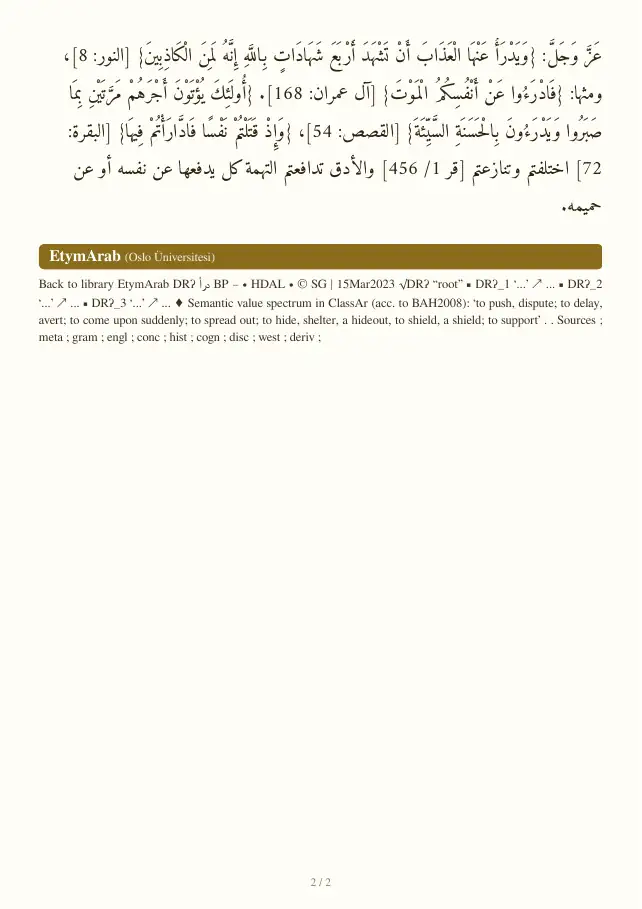 عَزَّ وَجَلَّ: {وَيَدْرَأُ عَنْهَا الْعَذَابَ أَنْ تَشْهَدَ أَرْبَعَ شَهَادَاتٍ بِاللَّهِ إِنَّهُ لَمِنَ الْكَاذِبِينَ} [النور: 8]،
ومثها: {فَادْرَءُوا عَنْ أَنْفُسِكُمُ الْمَوْتَ} [آل عمران: 168]. {أُولَئِكَ يُؤْتَوْنَ أَجْرَهُمْ مَرَّتَيْنِ بِمَا
صَبَرُوا وَيَدْرَءُونَ بِالْحَسَنَةِ السَّيِّئَةَ} [القصص: 54]، {وَإِذْ قَتَلْتُمْ نَفْسًا فَادَّارَأْتُمْ فِيهَا} [البقرة:
72] اختلفتم وتنازعتم [قر 1/ 456] والأدق تدافعتم التهمة كل يدفعها عن نفسه أو عن
حميمه.
EtymArab (Oslo Üniversitesi)
Back to library EtymArab DRʔ درأ BP – • HDAL • © SG | 15Mar2023 √DRʔ “root” ▪ DRʔ_1 ‘...’ ↗ ... ▪ DRʔ_2
‘...’ ↗ ... ▪ DRʔ_3 ‘...’ ↗ ... ♦ Semantic value spectrum in ClassAr (acc. to BAH2008): ‘to push, dispute; to delay,
avert; to come upon suddenly; to spread out; to hide, shelter, a hideout, to shield, a shield; to support’ . . Sources ;
meta ; gram ; engl ; conc ; hist ; cogn ; disc ; west ; deriv ;
2 / 2